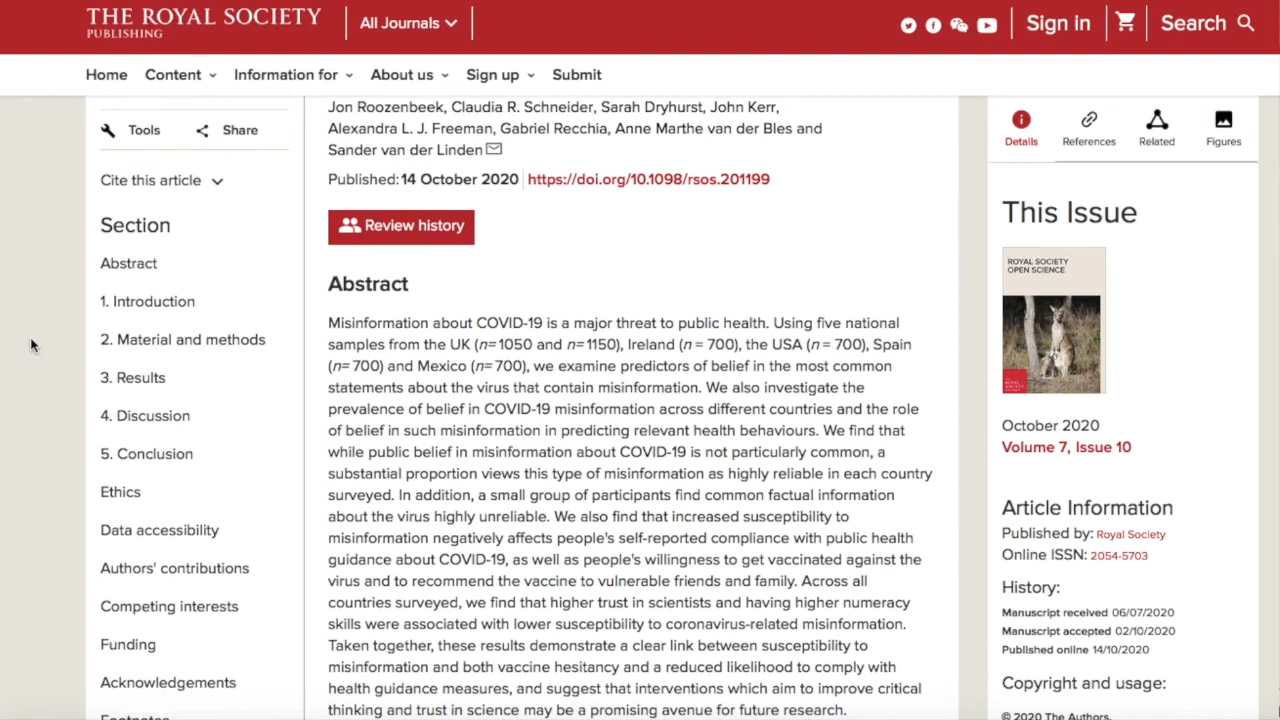 THE ROYAL SOCIETY
PUBLISHING
All Journals
Sign in
Search
Home
Content
Information for
About us
Sign up
Submit
Tools
Share
Cite this article
Section
Abstract
1. Introduction
2. Material and methods
3. Results
4. Discussion
5. Conclusion
Ethics
Data accessibility
Authors' contributions
Competing interests
Funding
Acknowledgements
Footnotes
Jon Roozenbeek, Claudia R. Schneider, Sarah Dryhurst, John Kerr,
Alexandra L. J. Freeman, Gabriel Recchia, Anne Marthe van der Bles and
Sander van der Linden
Published: 14 October 2020 https://doi.org/10.1098/rsos.201199
Review history
Abstract
Misinformation about COVID-19 is a major threat to public health. Using five national
samples from the UK (n=1050 and n=1150), Ireland (n = 700), the USA (n = 700), Spain
(n= 700) and Mexico (n= 700), we examine predictors of belief in the most common
statements about the virus that contain misinformation. We also investigate the
prevalence of belief in COVID-19 misinformation across different countries and the role
of belief in such misinformation in predicting relevant health behaviours. We find that
while public belief in misinformation about COVID-19 is not particularly common, a
substantial proportion views this type of misinformation as highly reliable in each country
surveyed. In addition, a small group of participants find common factual information
about the virus highly unreliable. We also find that increased susceptibility to
misinformation negatively affects people's self-reported compliance with public health
guidance about COVID-19, as well as people's willingness to get vaccinated against the
virus and to recommend the vaccine to vulnerable friends and family. Across all
countries surveyed, we find that higher trust in scientists and having higher numeracy
skills were associated with lower susceptibility to coronavirus-related misinformation.
Taken together, these results demonstrate a clear link between susceptibility to
misinformation and both vaccine hesitancy and a reduced likelihood to comply with
health guidance measures, and suggest that interventions which aim to improve critical
thinking and trust in science may be a promising avenue for future research.
Details
References
Related
Figures
This Issue
ROYAL SOCIETY
OPEN SCIENCE
October 2020
Volume 7, Issue 10
Article Information
Published by: Royal Society
Online ISSN: 2054-5703
History:
Manuscript received 06/07/2020
Manuscript accepted 02/10/2020
Published online 14/10/2020
Copyright and usage:
© 2020 The Authors.